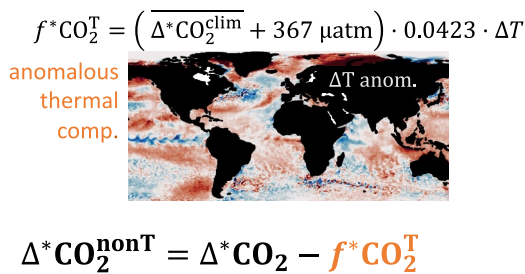 f*CO₂ᵀ = ( Δ*CO₂ᶜˡⁱᵐ + 367 µatm ) · 0.0423 · ΔT
anomalous
thermal
comp.
ΔT anom.
Δ*CO₂ⁿᵒⁿᵀ = Δ*CO₂ − f*CO₂ᵀ